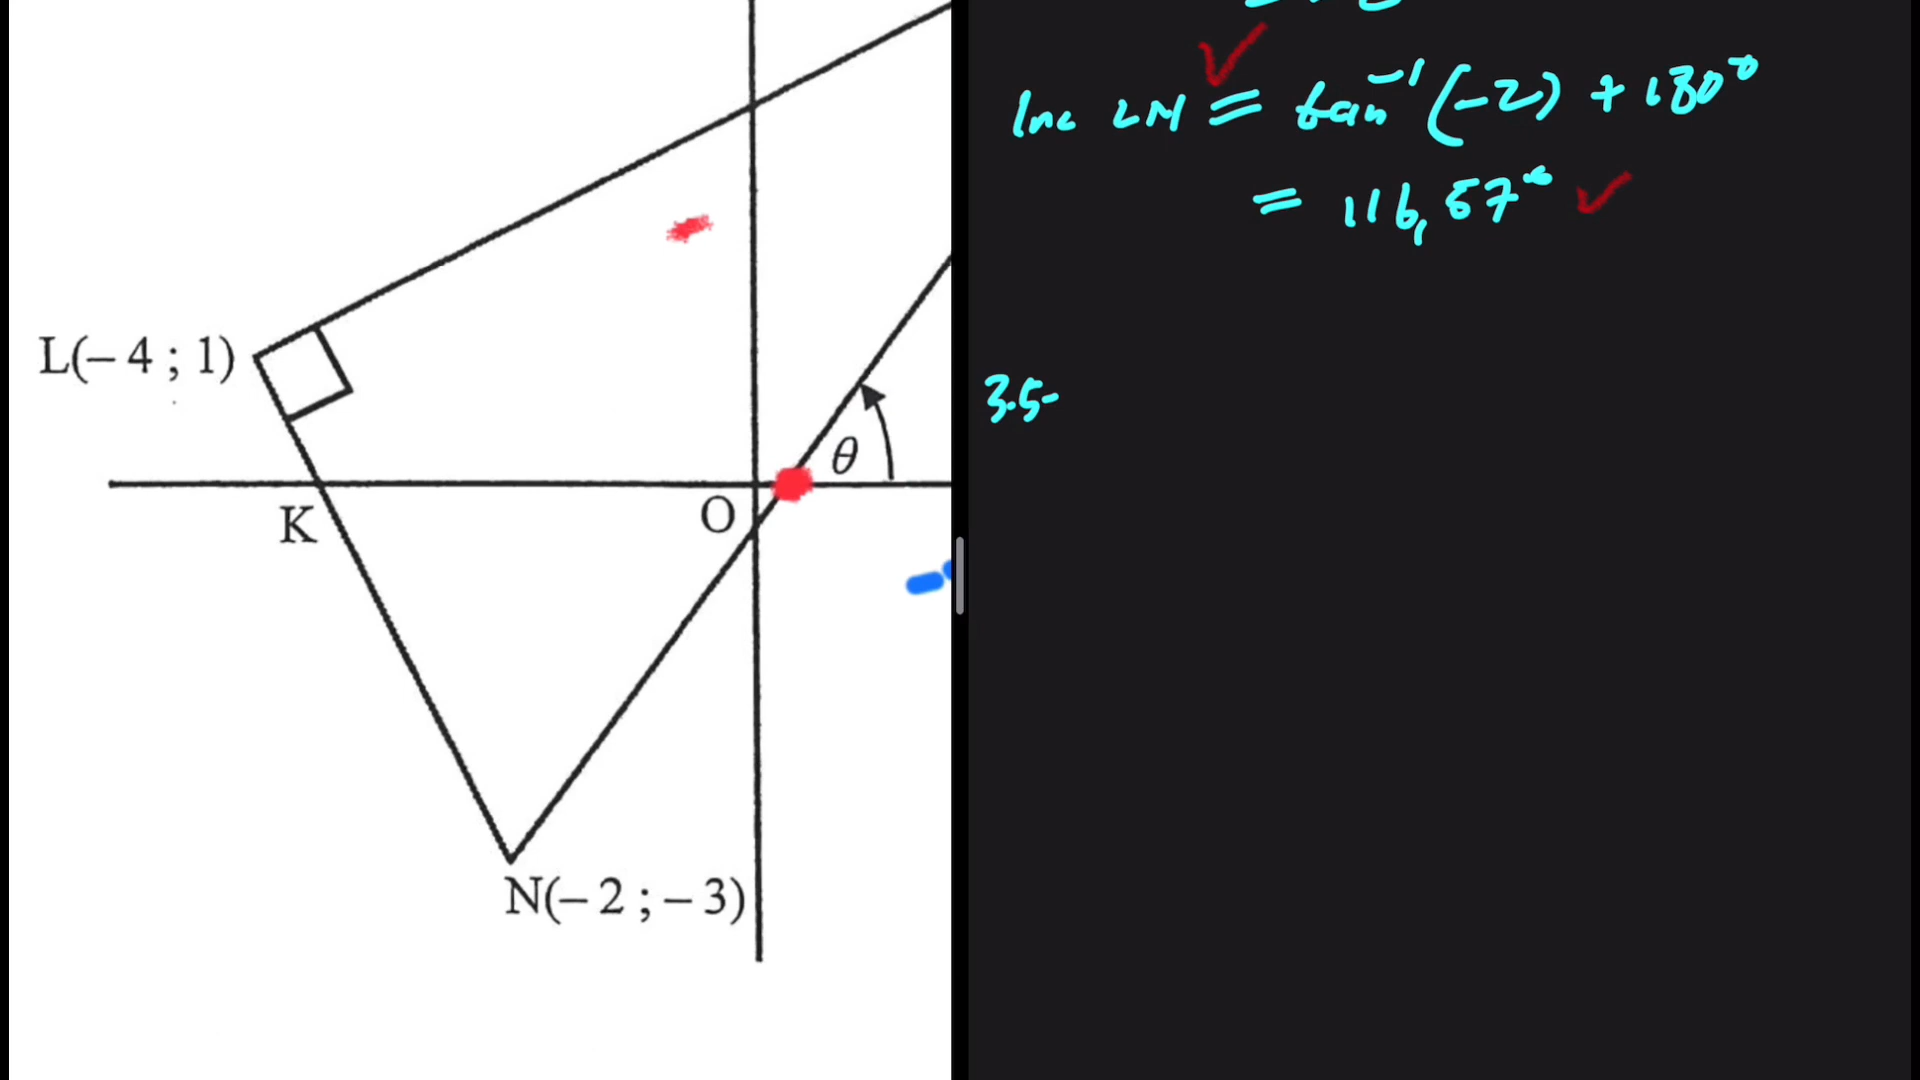 L(– 4 ; 1)
K
O
θ
N(– 2 ; – 3)
Inc LN = tan⁻¹(-2) + 180°
= 116,57°
3.5-